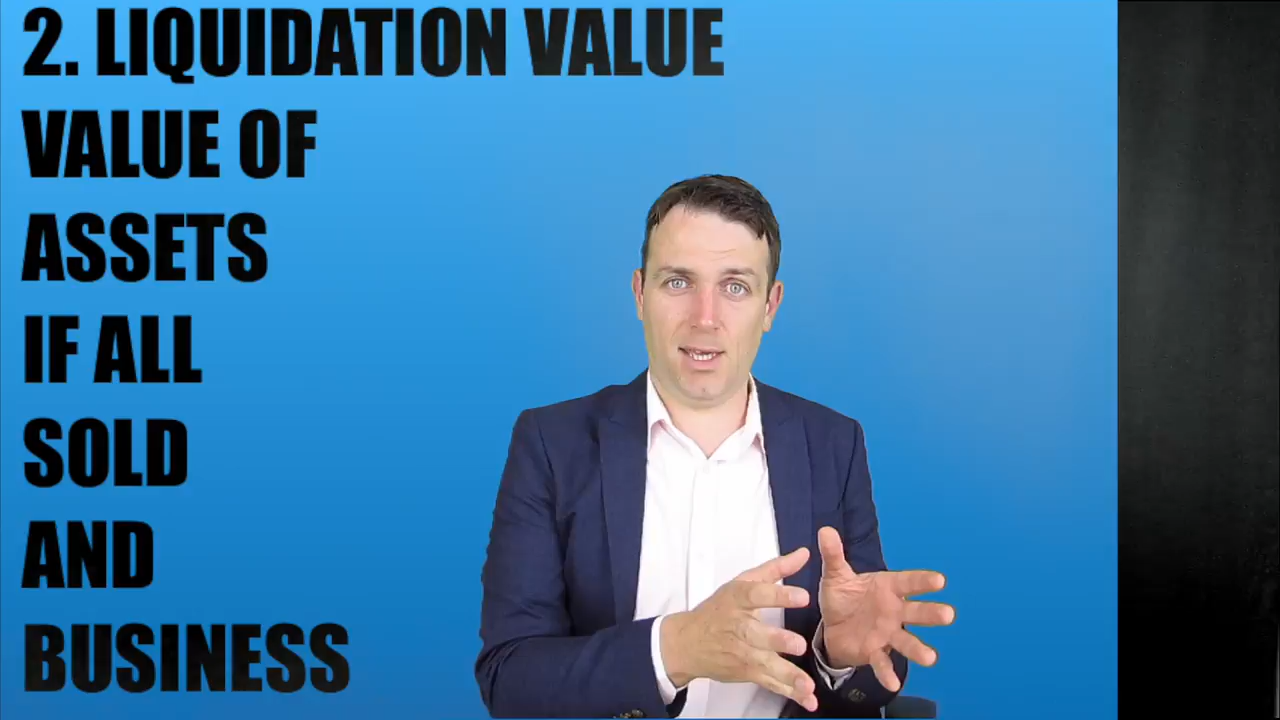 2. LIQUIDATION VALUE
VALUE OF
ASSETS
IF ALL
SOLD
AND
BUSINESS